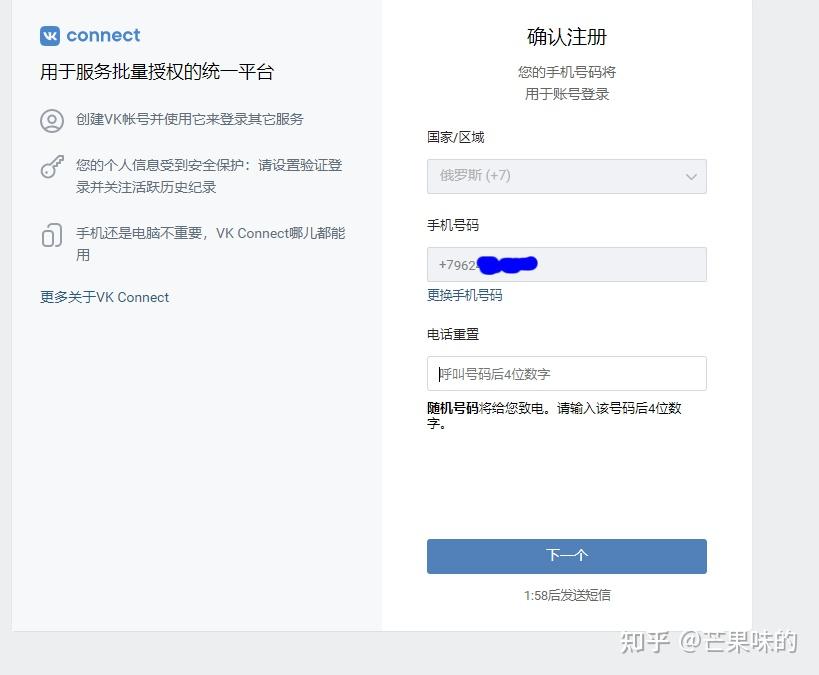 connect
用于服务批量授权的统一平台
创建VK帐号并使用它来登录其它服务
您的个人信息受到安全保护：请设置验证登
录并关注活跃历史纪录
手机还是电脑不重要，VK Connect哪儿都能
用
更多关于VK Connect
确认注册
您的手机号码将
用于账号登录
国家/区域
俄罗斯 (+7)
手机号码
+7962
更换手机号码
电话重置
呼叫号码后4位数字
随机号码将给您致电。请输入该号码后4位数
字。
下一个
1:58后发送短信
知乎 @芒果味的